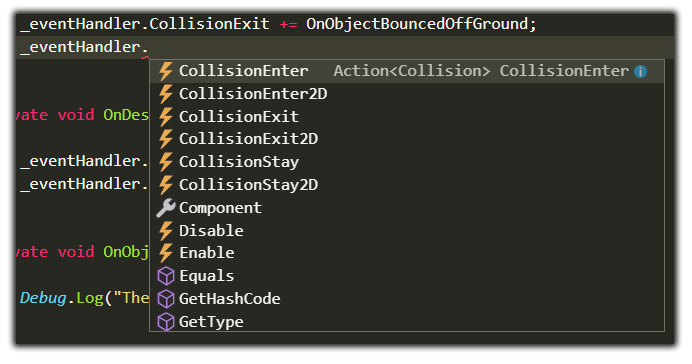 _eventHandler.CollisionExit += OnObjectBouncedOffGround;
_eventHandler.
CollisionEnter Action<Collision> CollisionEnter
CollisionEnter2D
vate void OnDes
CollisionExit
CollisionExit2D
_eventHandler.
CollisionStay
_eventHandler.
CollisionStay2D
Component
Disable
vate void OnObj
Enable
Equals
Debug.Log("The
GetHashCode
GetType